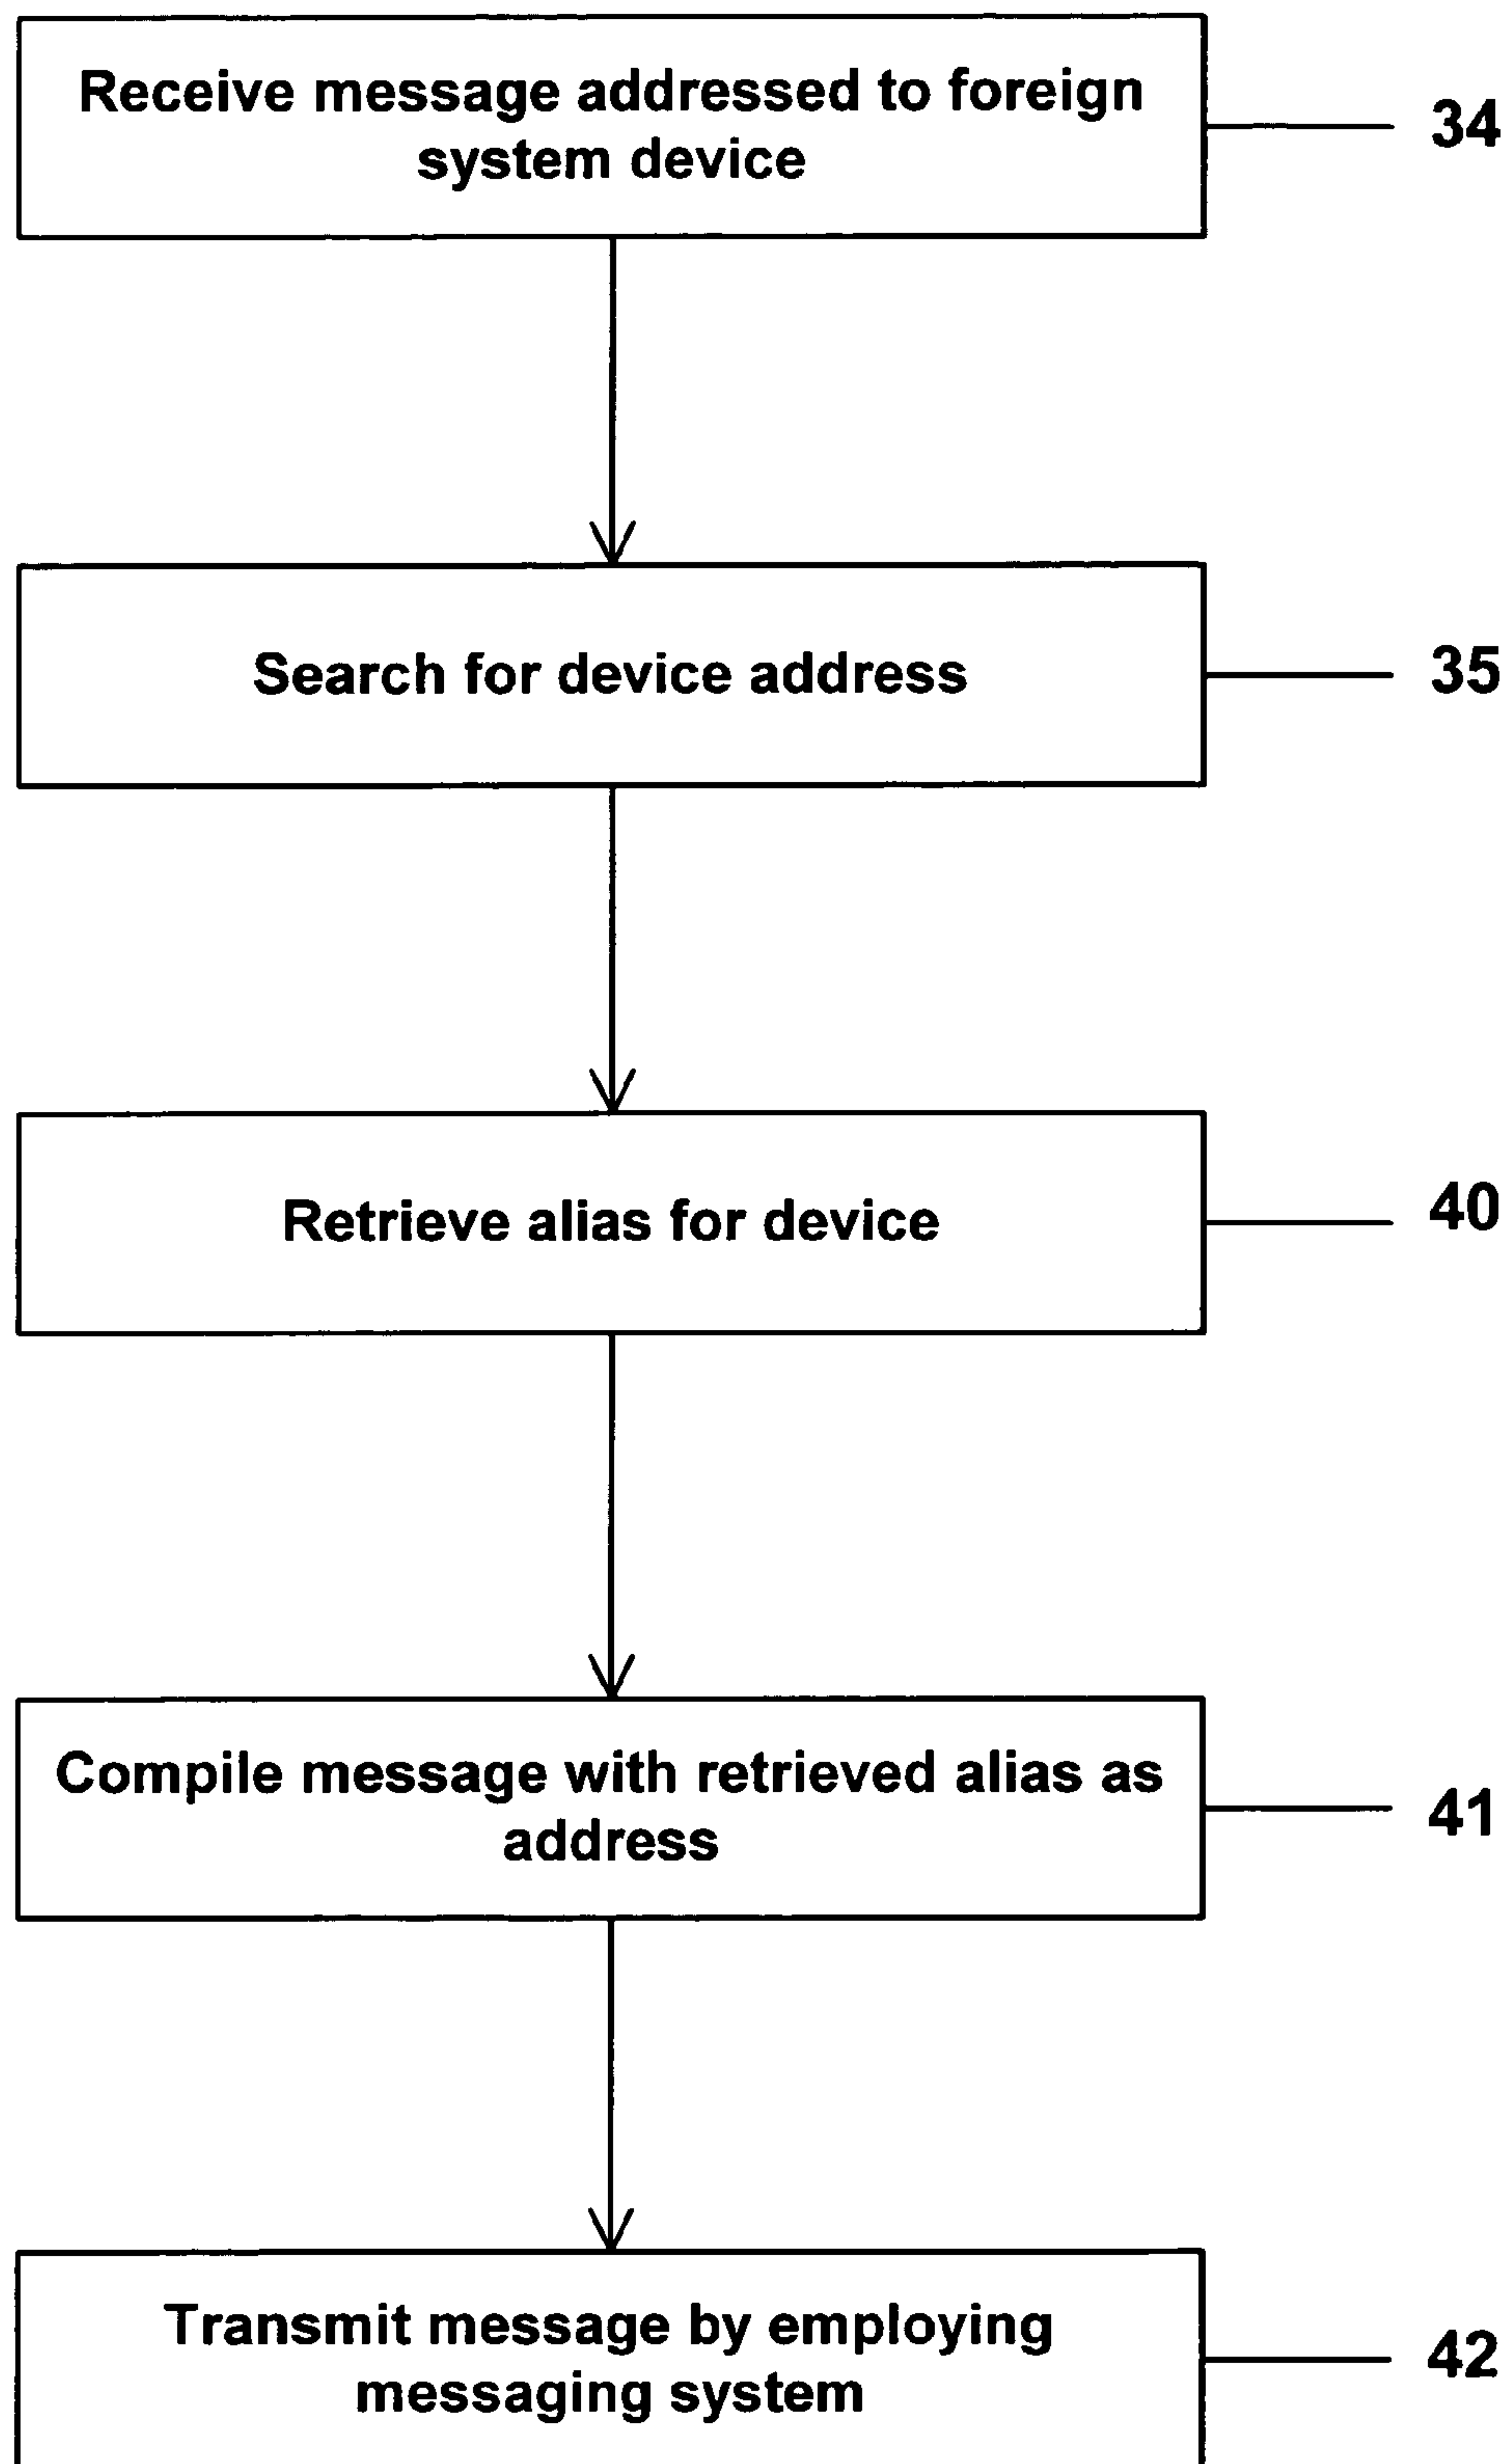 Receive message addressed to foreign
system device
34
Search for device address
35
Retrieve alias for device
40
Compile message with retrieved alias as
address
41
Transmit message by employing
messaging system
42